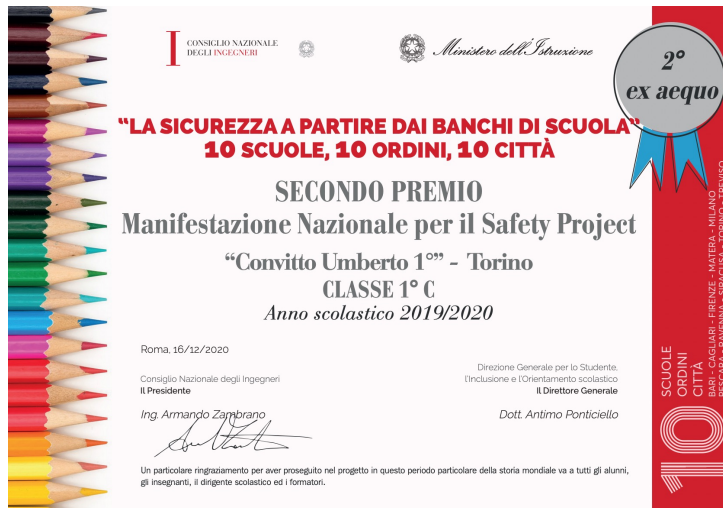 CONSIGLIO NAZIONALE
DEGLI INGEGNERI
Ministero dell'Istruzione
2°
ex aequo
"LA SICUREZZA A PARTIRE DAI BANCHI DI SCUOLA"
10 SCUOLE, 10 ORDINI, 10 CITTÀ
SECONDO PREMIO
Manifestazione Nazionale per il Safety Project
"Convitto Umberto 1°" - Torino
CLASSE 1° C
Anno scolastico 2019/2020
Roma, 16/12/2020
Consiglio Nazionale degli Ingegneri
Il Presidente
Ing. Armando Zambrano
Direzione Generale per lo Studente,
l'Inclusione e l'Orientamento scolastico
Il Direttore Generale
Dott. Antimo Ponticiello
Un particolare ringraziamento per aver proseguito nel progetto in questo periodo particolare della storia mondiale va a tutti gli alunni,
gli insegnanti, il dirigente scolastico ed i formatori.
10
SCUOLE
ORDINI
CITTÀ
BARI - CAGLIARI - FIRENZE - MATERA - MILANO
PESCARA - RAVENNA - SIRACUSA - TORINO - TREVISO